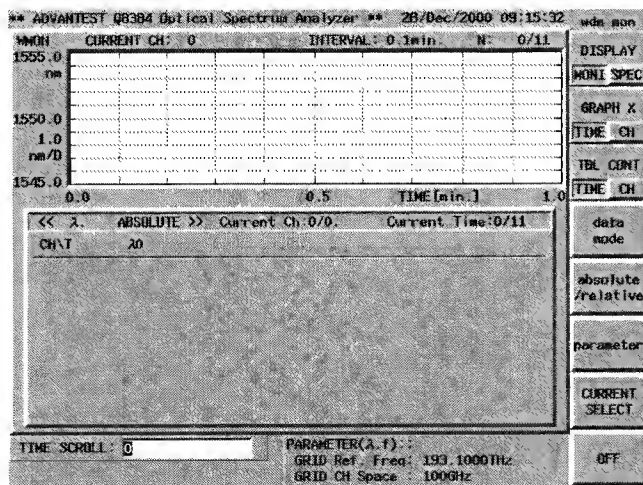 ** ADVANTEST Q8384 Optical Spectrum Analyzer ** 28/Dec/2000 09:15:32
wdm mon
WMON CURRENT CH: 0 INTERVAL: 0.1min. N: 0/11
1555.0
nm
1550.0
1.0
nm/D
1545.0
0.0 0.5 TIME[min.] 1.0
<< λ. ABSOLUTE >> Current Ch:0/0. Current Time:0/11
CH\T λ0
TIME SCROLL: 0
PARAMETER(λ,f)::
GRID Ref. Freq: 193.1000THz
GRID CH Space : 100GHz
DISPLAY
MONI SPEC
GRAPH X
TIME CH
TBL CONT
TIME CH
data
mode
absolute
/relative
parameter
CURRENT
SELECT
OFF